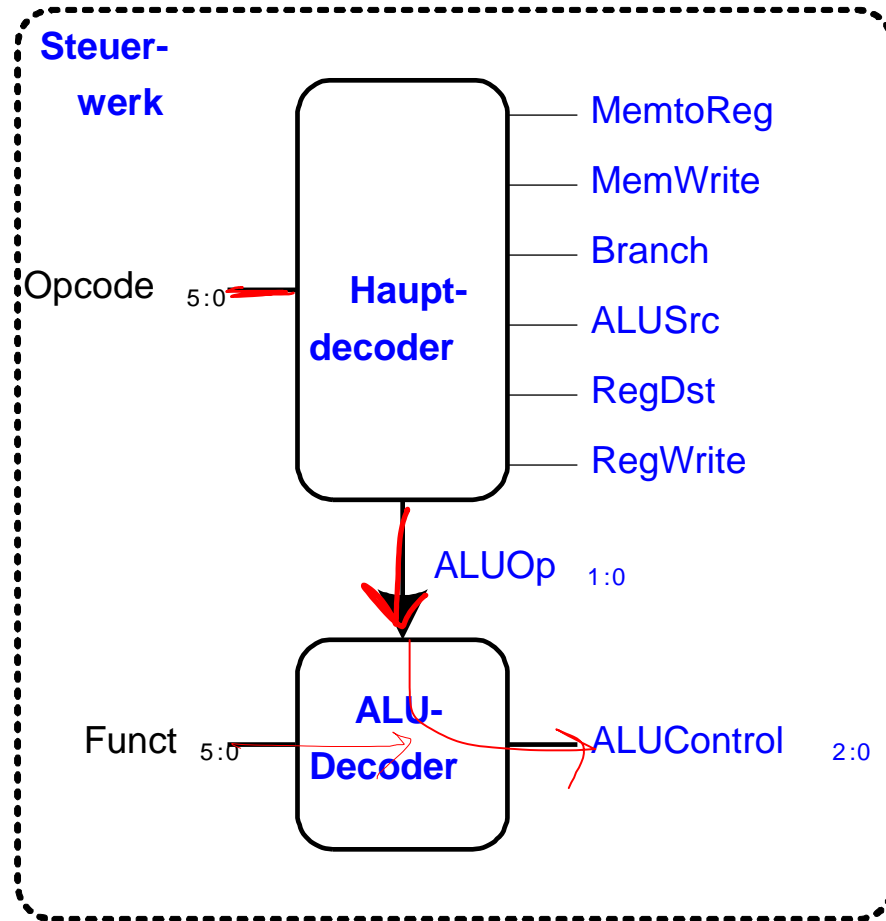 Steuer-
werk
MemtoReg
MemWrite
Branch
Opcode 5:0
Haupt-
decoder
ALUSrc
RegDst
RegWrite
ALUOp 1:0
ALU-
Decoder
Funct 5:0
ALUControl 2:0